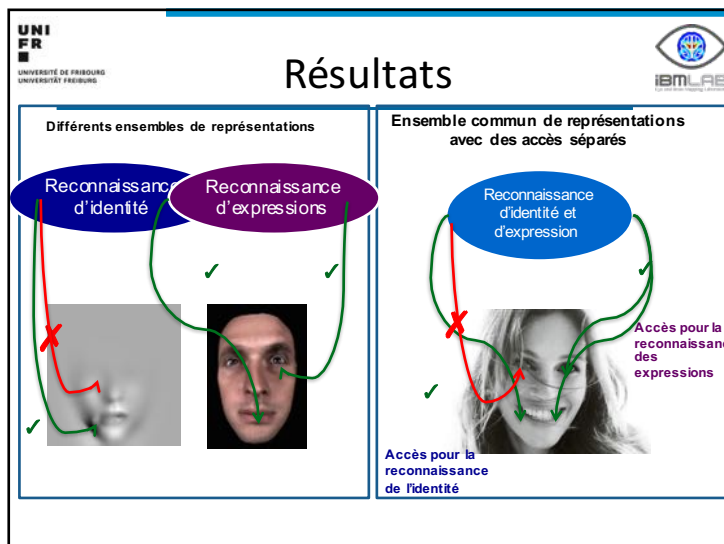 UNI
FR
UNIVERSITÉ DE FRIBOURG
UNIVERSITÄT FREIBURG
Résultats
iBMLAB
Différents ensembles de représentations
Reconnaissance
d'identité
Reconnaissance
d'expressions
Ensemble commun de représentations
avec des accès séparés
Reconnaissance
d'identité et
d'expression
Accès pour la
reconnaissance
des
expressions
Accès pour la
reconnaissance
de l'identité